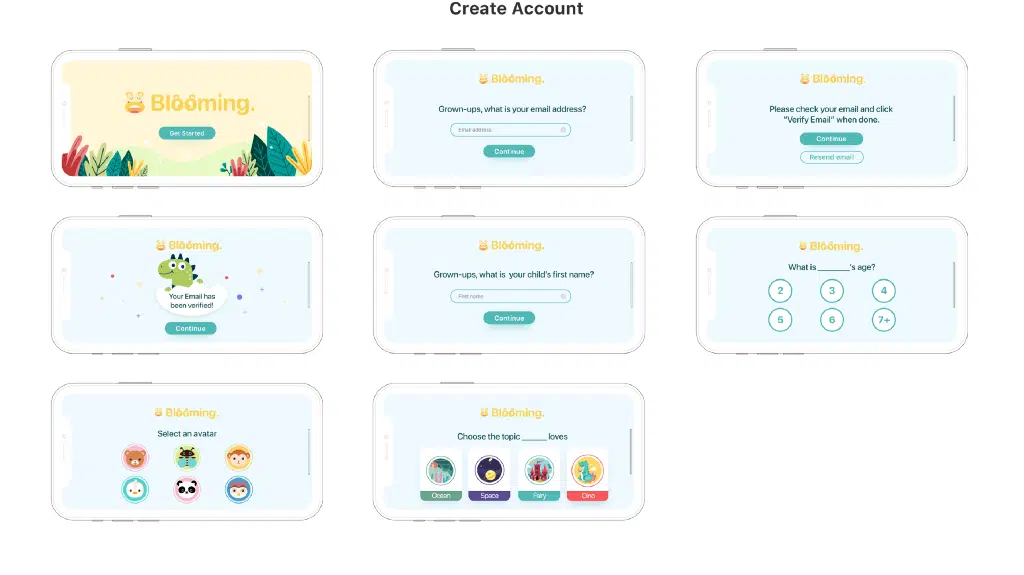 Create Account
Blooming.
Get Started
Blooming.
Grown-ups, what is your email address?
Email address
Continue
Blooming.
Please check your email and click
“Verify Email” when done.
Continue
Resend email
Blooming.
Your Email has
been verified!
Continue
Blooming.
Grown-ups, what is your child's first name?
First name
Continue
Blooming.
What is ______'s age?
2 3 4
5 6 7+
Blooming.
Select an avatar
Blooming.
Choose the topic ______ loves
Ocean Space Fairy Dino